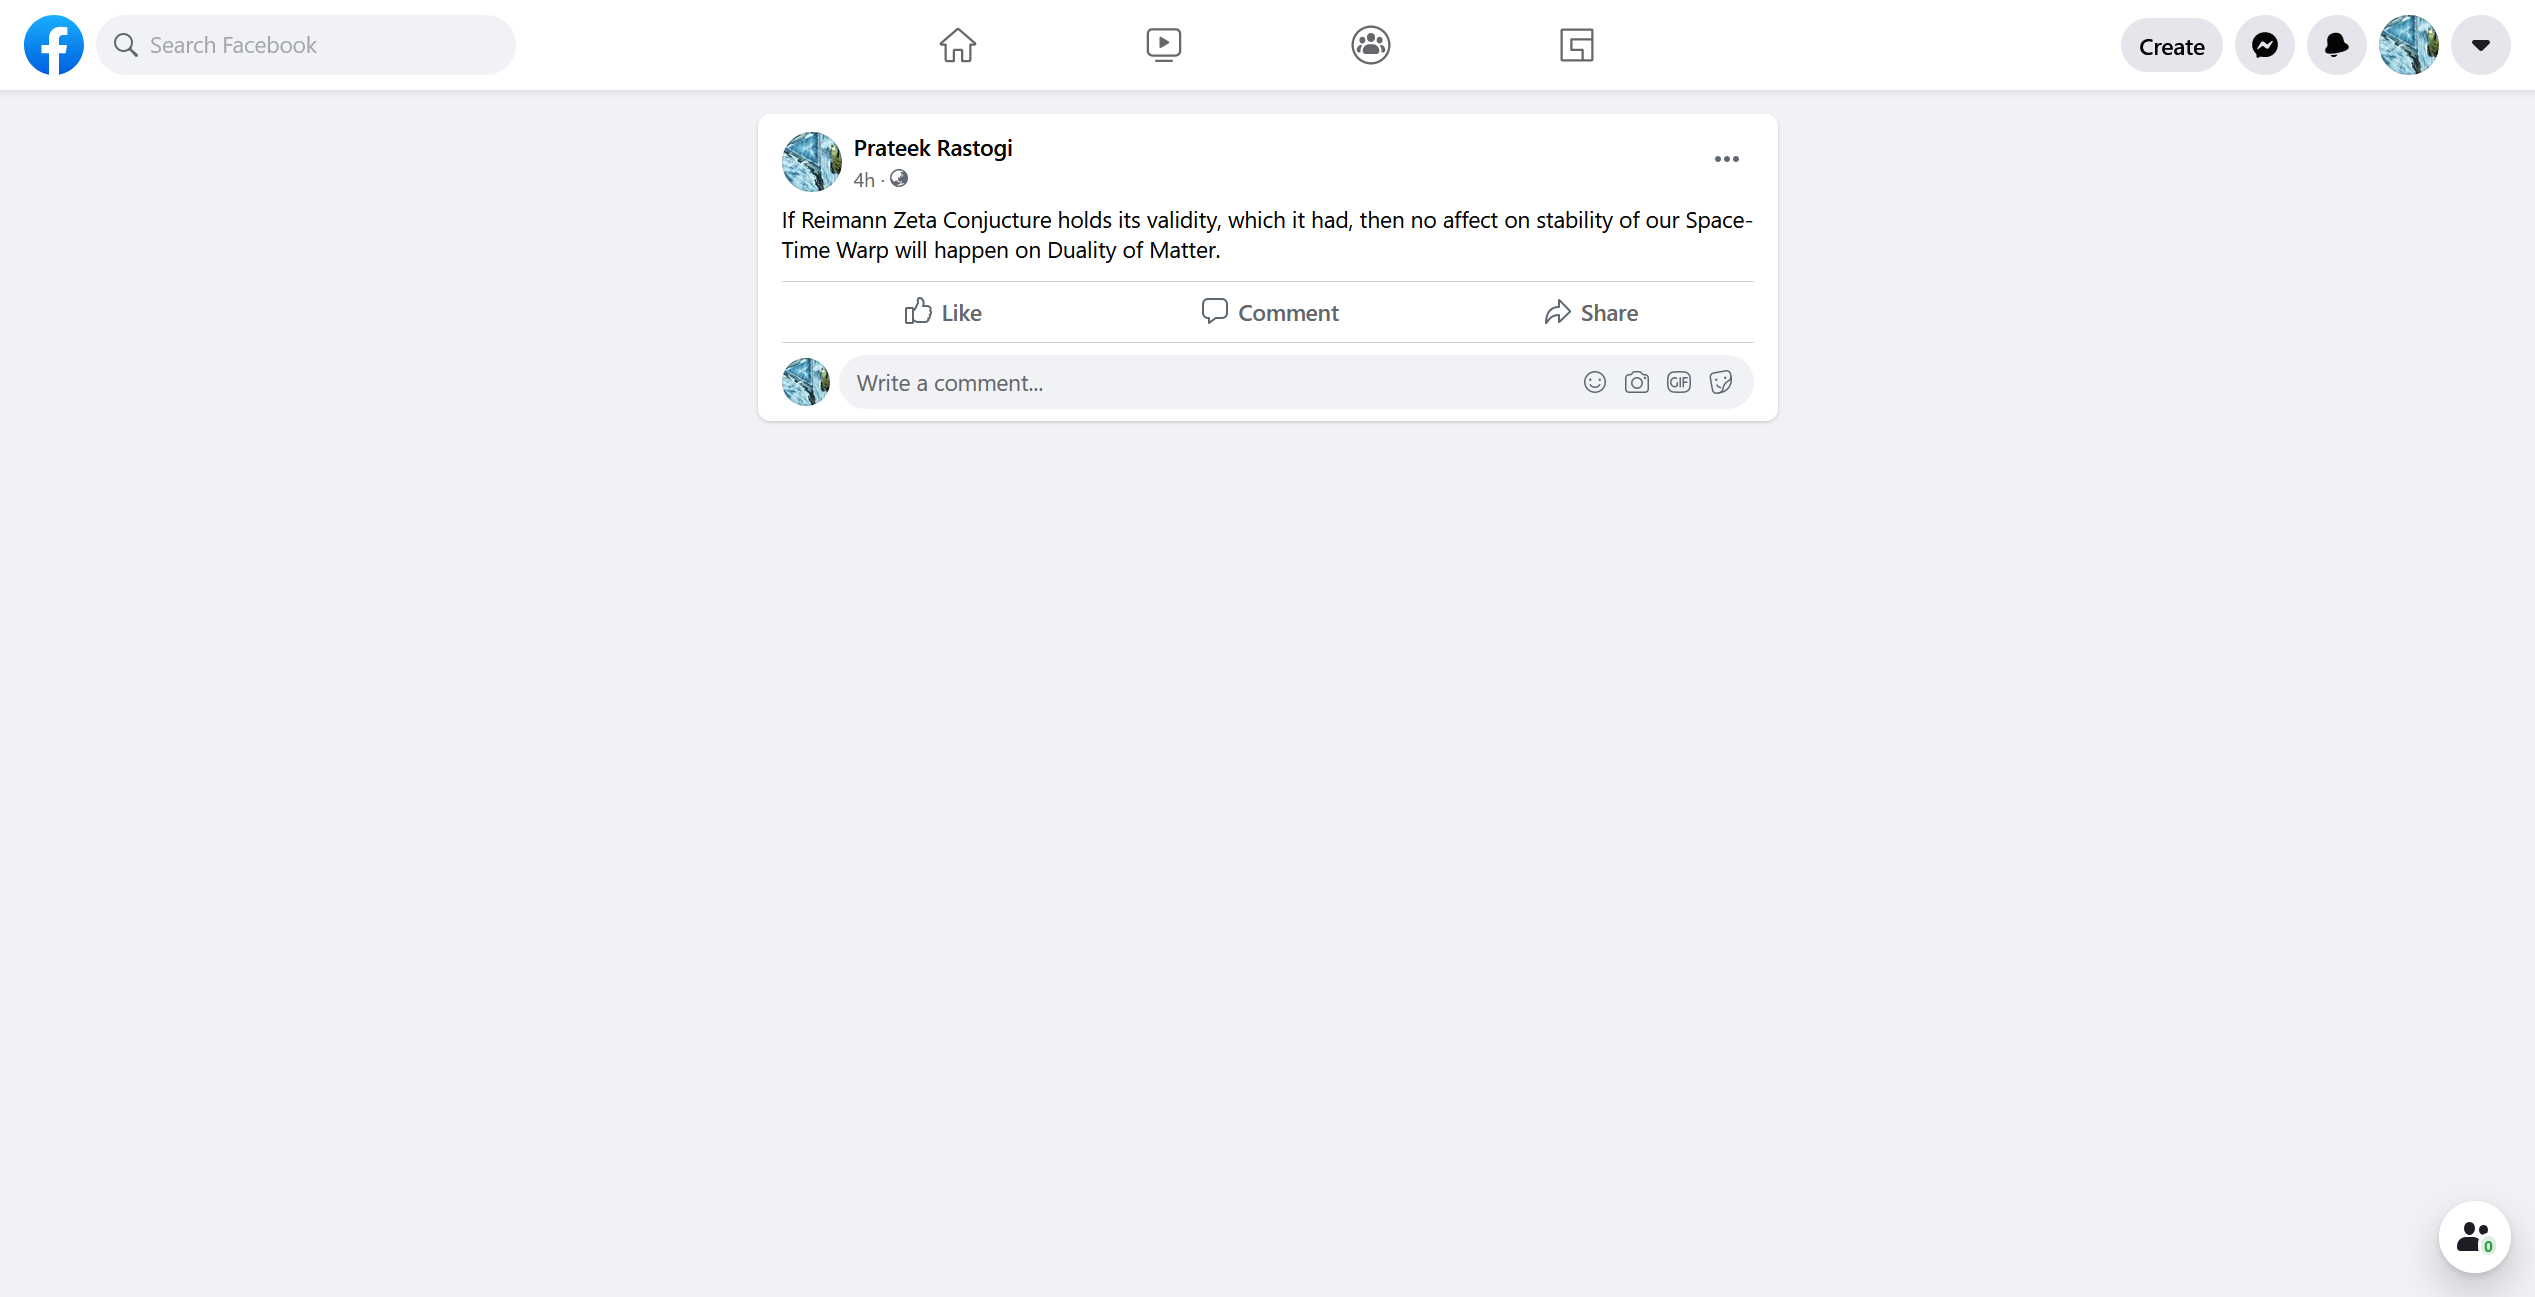 Search Facebook
Create
Prateek Rastogi
4h ·
If Reimann Zeta Conjucture holds its validity, which it had, then no affect on stability of our Space-
Time Warp will happen on Duality of Matter.
Like
Comment
Share
Write a comment...
GIF
0